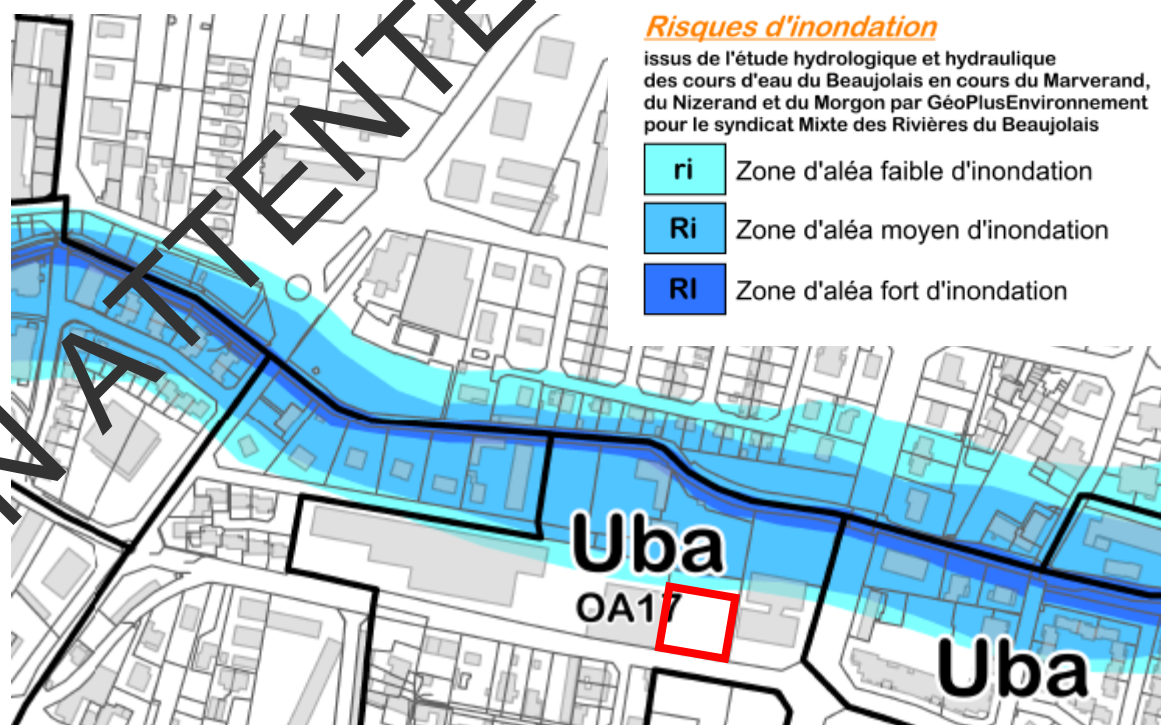 N ATTENTE
Risques d'inondation
issus de l'étude hydrologique et hydraulique
des cours d'eau du Beaujolais en cours du Marverand,
du Nizerand et du Morgon par GéoPlusEnvironnement
pour le syndicat Mixte des Rivières du Beaujolais
ri Zone d'aléa faible d'inondation
Ri Zone d'aléa moyen d'inondation
RI Zone d'aléa fort d'inondation
Uba
OA17
Uba